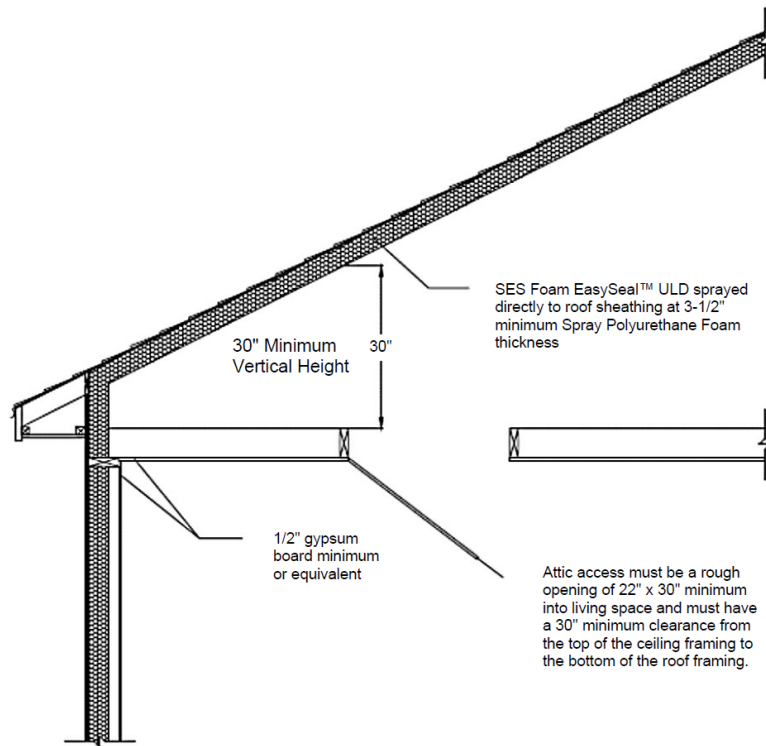 SES Foam EasySeal™ ULD sprayed
directly to roof sheathing at 3-1/2"
minimum Spray Polyurethane Foam
thickness
30" Minimum
Vertical Height
30"
1/2" gypsum
board minimum
or equivalent
Attic access must be a rough
opening of 22" x 30" minimum
into living space and must have
a 30" minimum clearance from
the top of the ceiling framing to
the bottom of the roof framing.